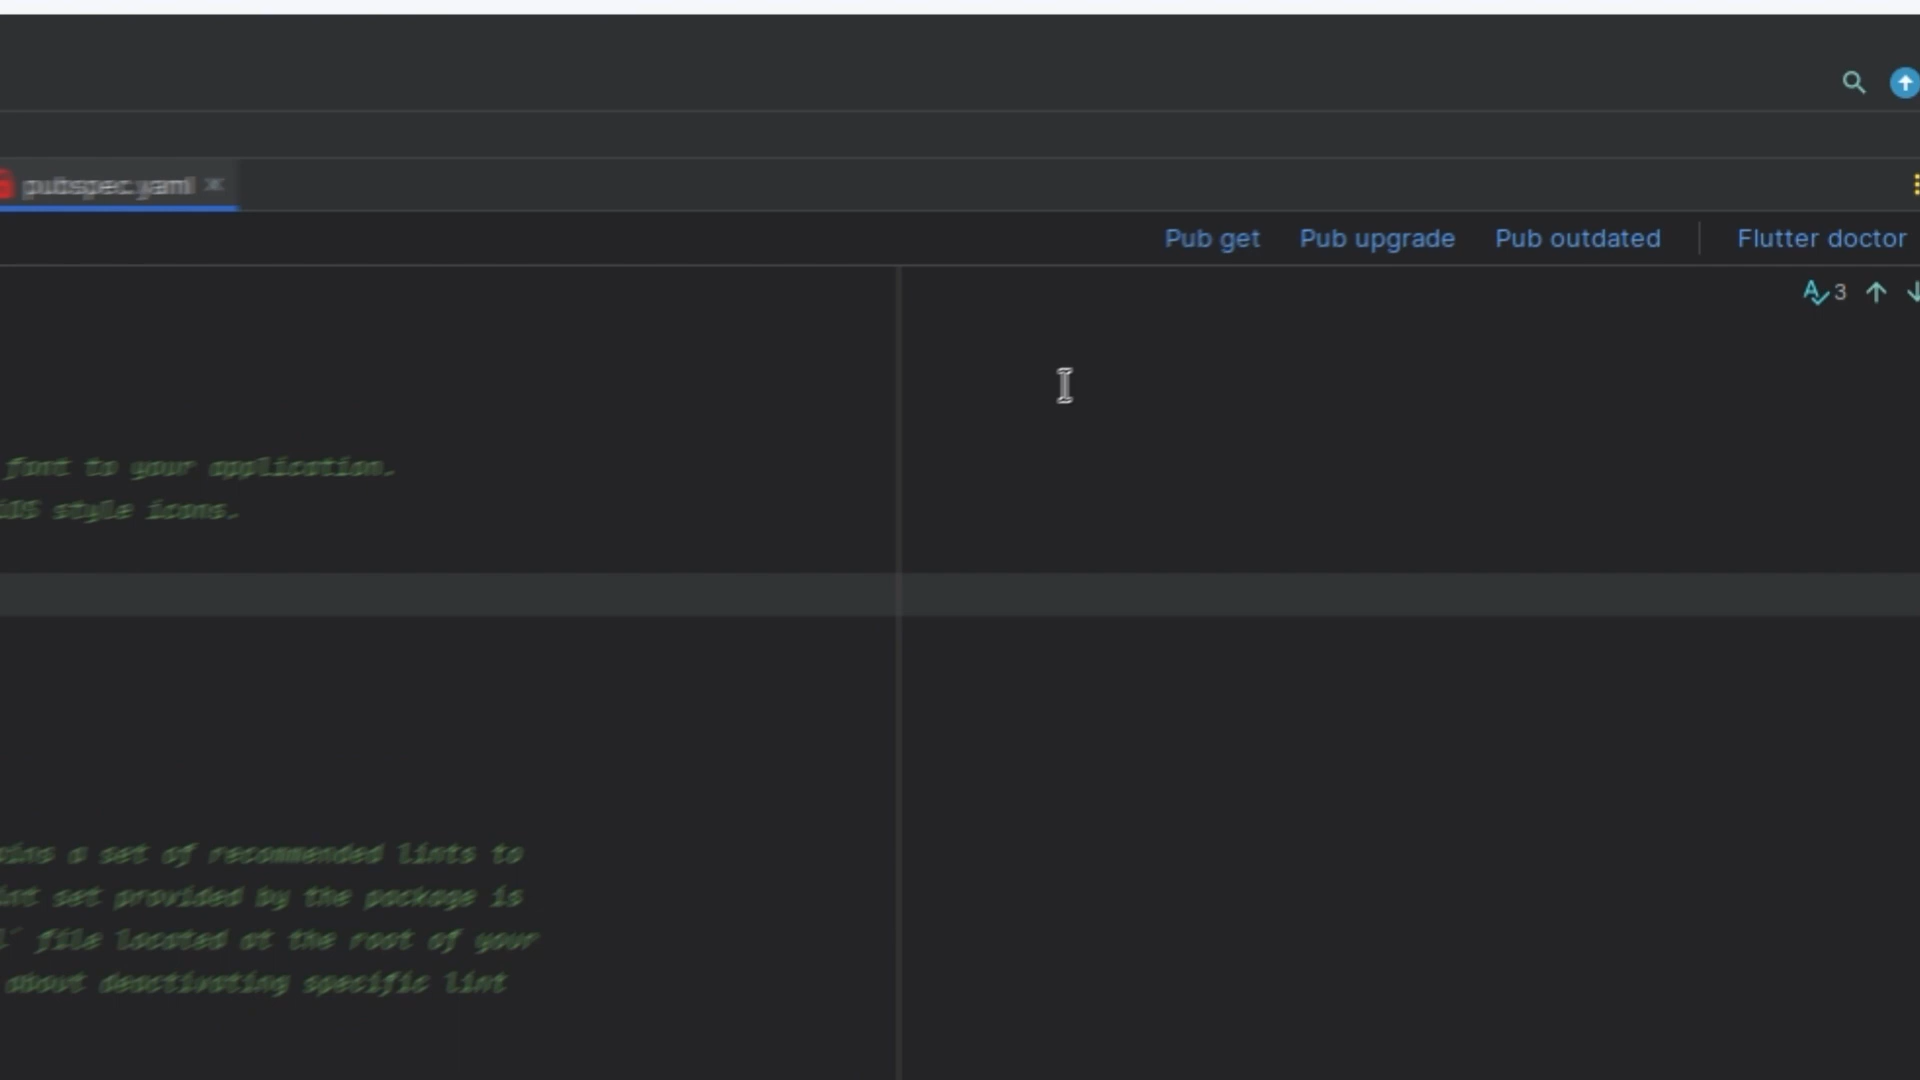 pubspec.yaml
Pub get Pub upgrade Pub outdated Flutter doctor
3
font to your application.
iOS style icons.
a set of recommended lints to
set provided by the package is
file located at the root of your
about deactivating specific lint